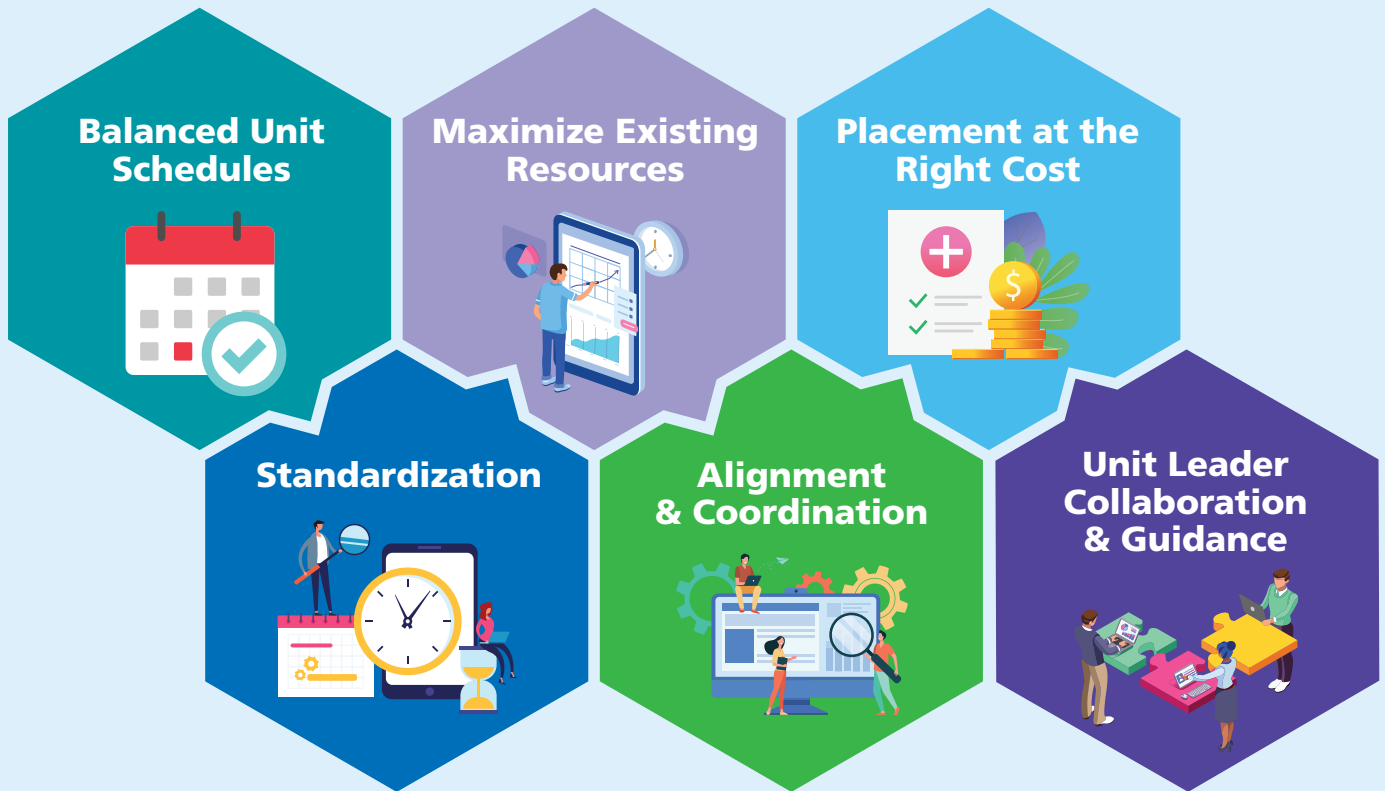 Balanced Unit
Schedules
Maximize Existing
Resources
Placement at the
Right Cost
$
Standardization
Alignment
& Coordination
Unit Leader
Collaboration
& Guidance